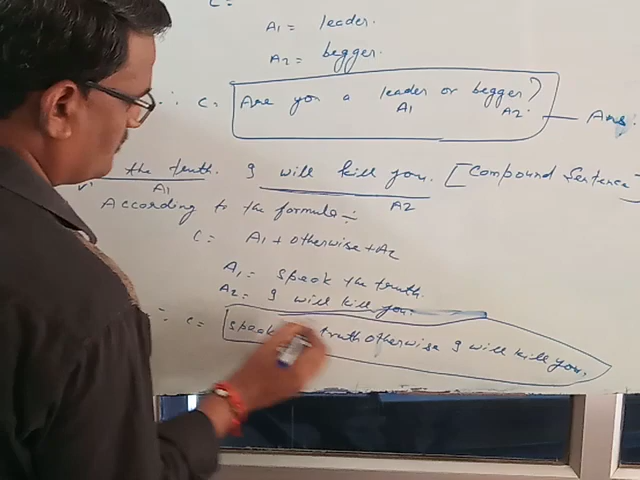 C=
A1= leader.
A2= begger.
∴ C= Are you a leader or begger?
A1 A2. Ans.
the truth. I will kill you. [Compound Sentence]
A1 A2
According to the formula :-
C= A1 + otherwise + A2
A1= speak the truth.
A2= I will kill you.
∴ C= speak truth otherwise I will kill you.